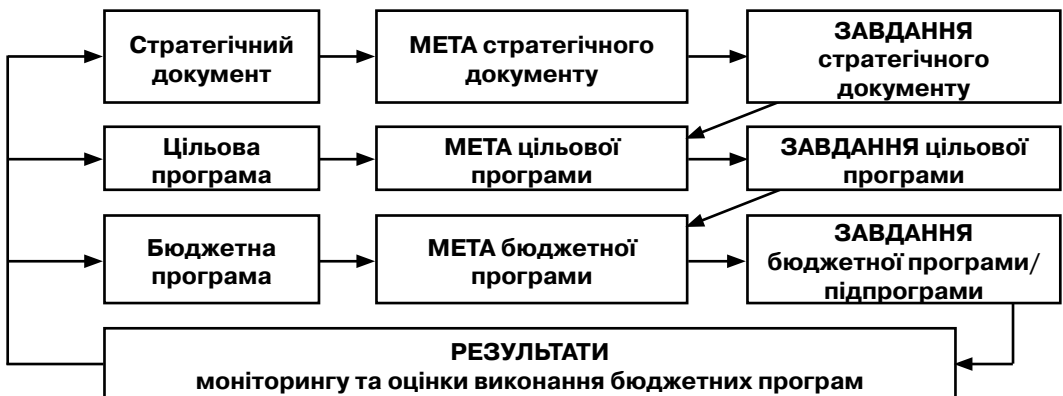 Стратегічний
документ
МЕТА стратегічного
документу
ЗАВДАННЯ
стратегічного
документу
Цільова
програма
МЕТА цільової
програми
ЗАВДАННЯ цільової
програми
Бюджетна
програма
МЕТА бюджетної
програми
ЗАВДАННЯ
бюджетної програми/
підпрограми
РЕЗУЛЬТАТИ
моніторингу та оцінки виконання бюджетних програм